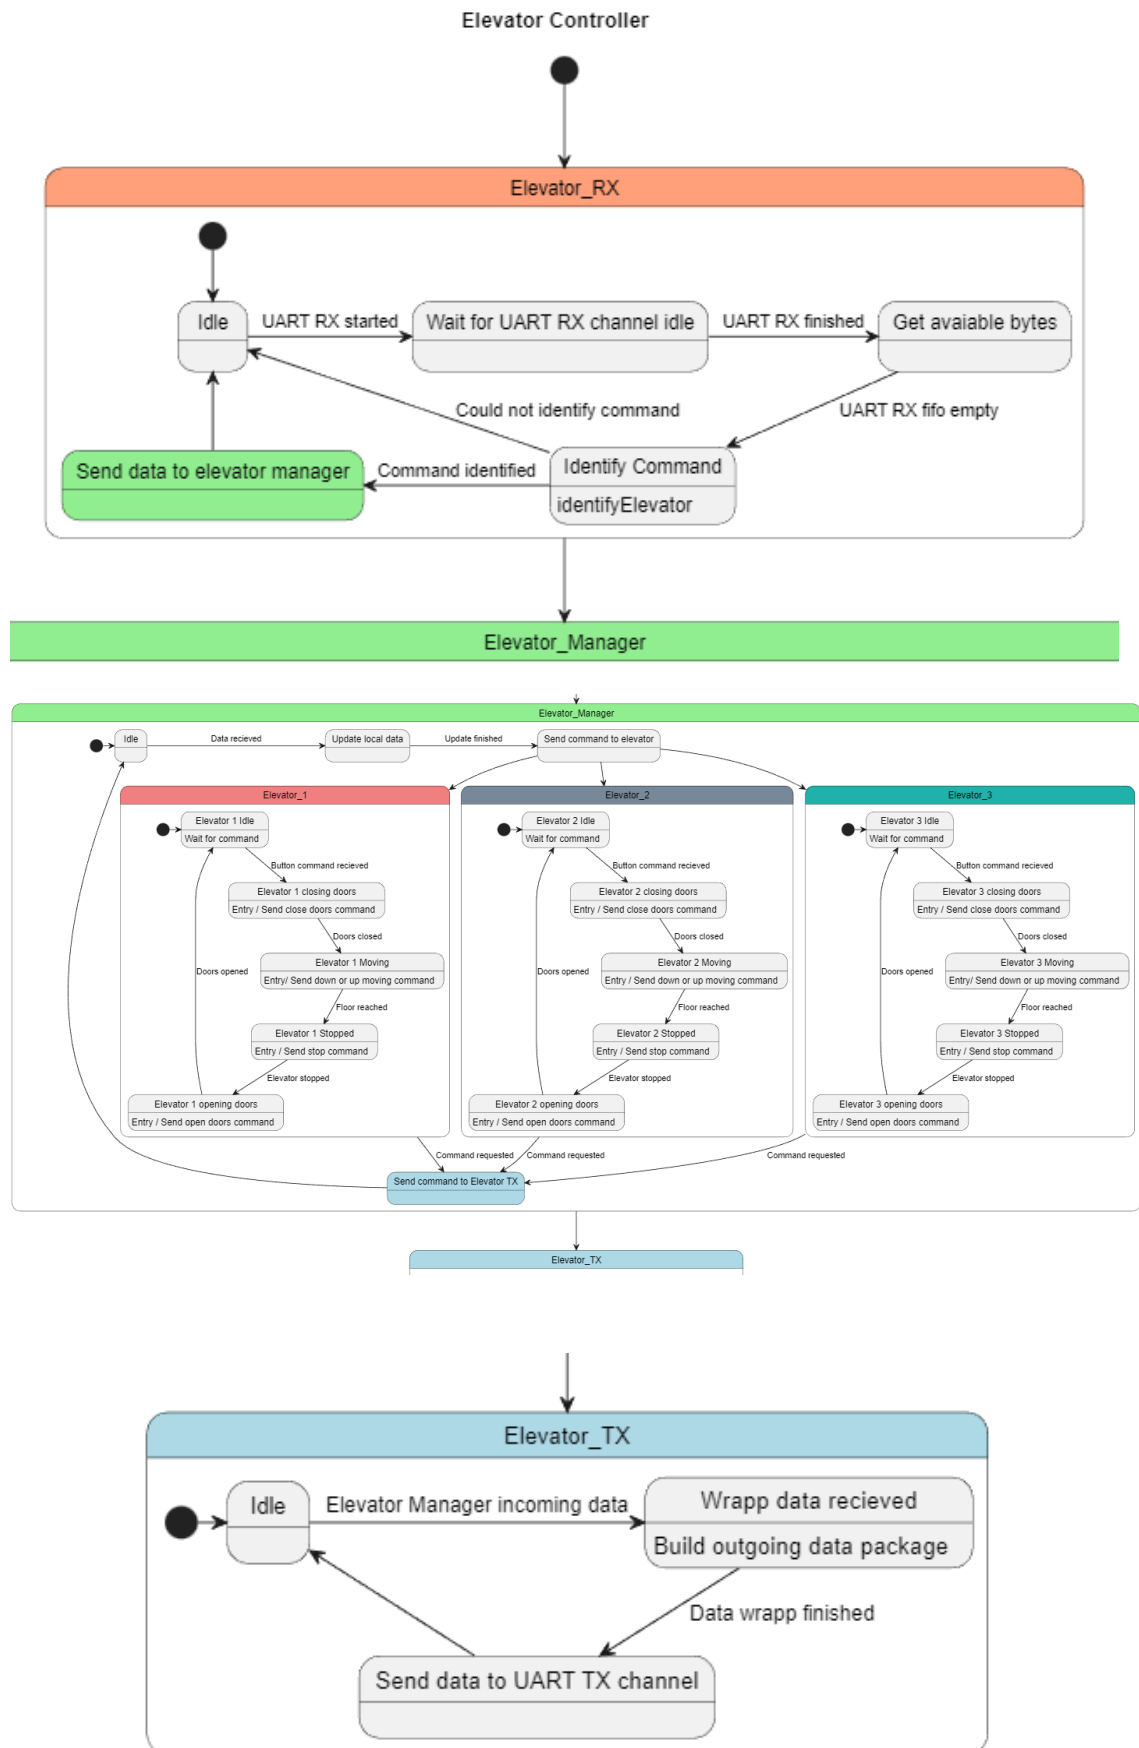 Elevator Controller
Elevator_RX
Idle
UART RX started
Wait for UART RX channel idle
UART RX finished
Get avaiable bytes
Could not identify command
UART RX fifo empty
Send data to elevator manager
Command identified
Identify Command
identifyElevator
Elevator_Manager
Elevator_Manager
Idle
Data recieved
Update local data
Update finished
Send command to elevator
Elevator_1
Elevator 1 Idle
Wait for command
Button command recieved
Elevator 1 closing doors
Entry / Send close doors command
Doors closed
Elevator 1 Moving
Entry/ Send down or up moving command
Doors opened
Floor reached
Elevator 1 Stopped
Entry / Send stop command
Elevator stopped
Elevator 1 opening doors
Entry / Send open doors command
Elevator_2
Elevator 2 Idle
Wait for command
Button command recieved
Elevator 2 closing doors
Entry / Send close doors command
Doors closed
Elevator 2 Moving
Entry/ Send down or up moving command
Doors opened
Floor reached
Elevator 2 Stopped
Entry / Send stop command
Elevator stopped
Elevator 2 opening doors
Entry / Send open doors command
Elevator_3
Elevator 3 Idle
Wait for command
Button command recieved
Elevator 3 closing doors
Entry / Send close doors command
Doors closed
Elevator 3 Moving
Entry/ Send down or up moving command
Doors opened
Floor reached
Elevator 3 Stopped
Entry / Send stop command
Elevator stopped
Elevator 3 opening doors
Entry / Send open doors command
Command requested
Command requested
Command requested
Send command to Elevator TX
Elevator_TX
Elevator_TX
Idle
Elevator Manager incoming data
Wrapp data recieved
Build outgoing data package
Data wrapp finished
Send data to UART TX channel